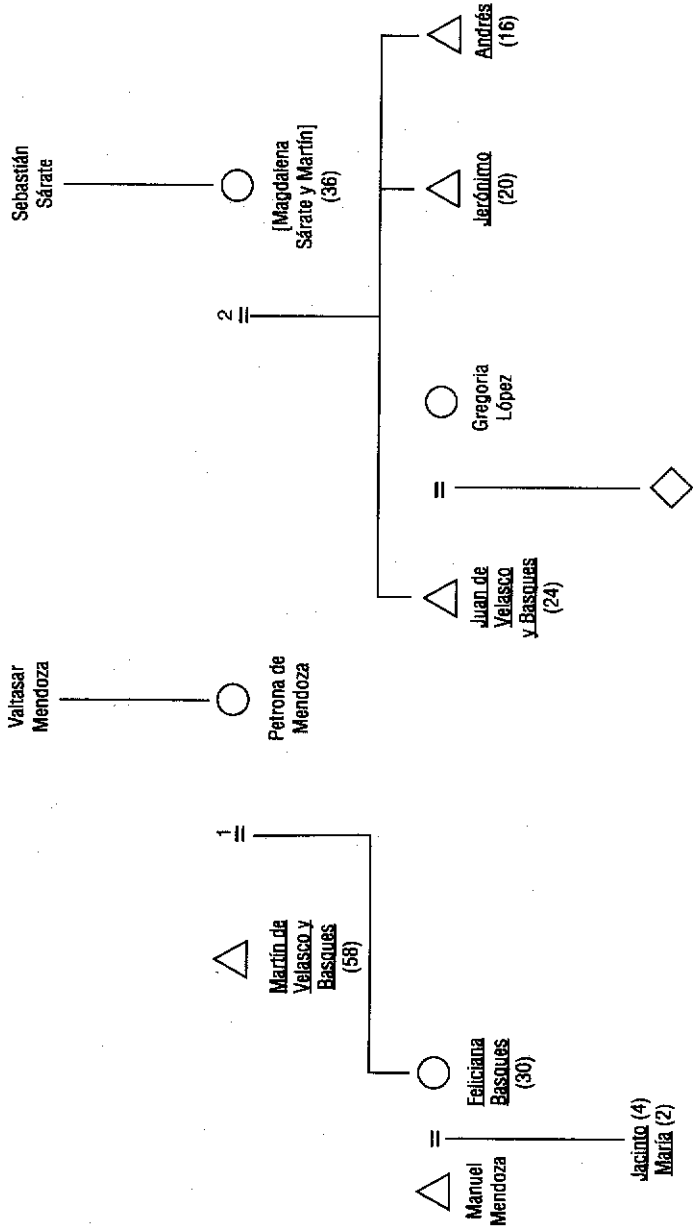 Valtasar
Mendoza
Sebastián
Sárate
1
=
2
=
Martín de
Velasco y
Basques
(58)
Petrona de
Mendoza
[Magdalena
Sárate y Martín]
(36)
=
Manuel
Mendoza
Feliciana
Basques
(30)
Juan de
Velasco
y Basques
(24)
=
Gregoria
López
Jerónimo
(20)
Andrés
(16)
Jacinto (4)
María (2)